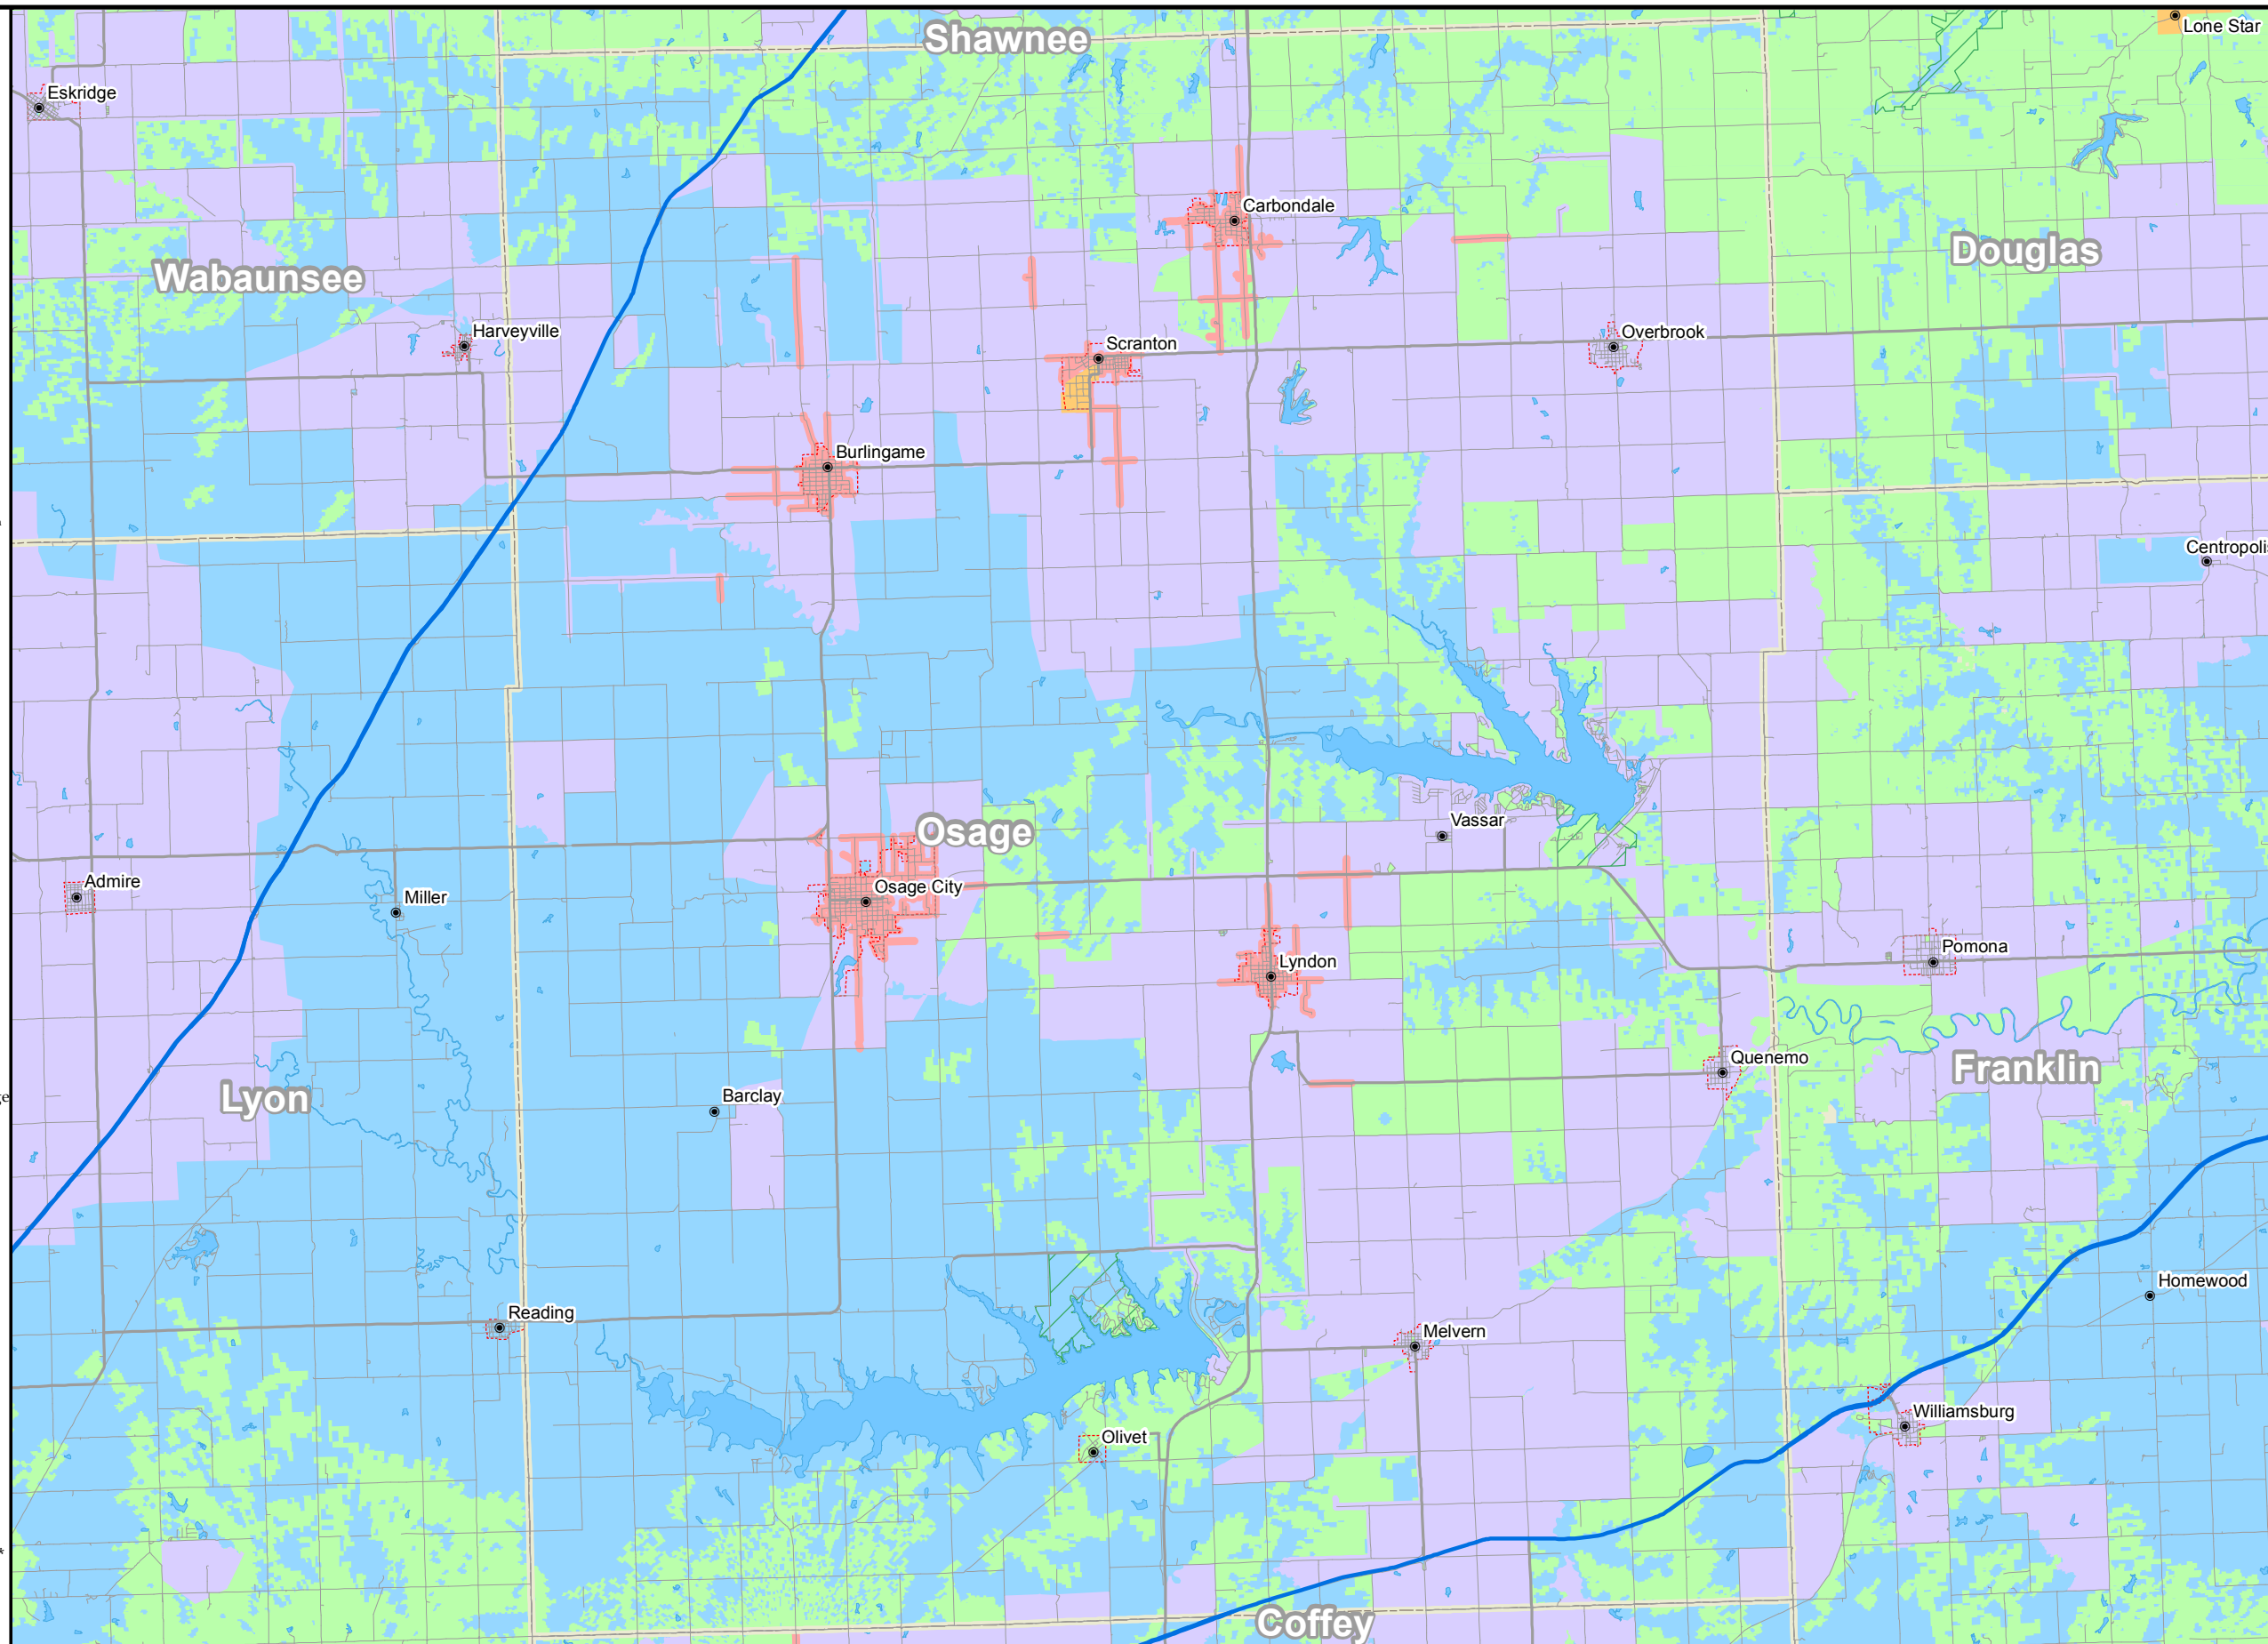 Lone Star
Shawnee
Eskridge
Carbondale
Douglas
Wabaunsee
Harveyville
Overbrook
Scranton
Burlingame
Centropolis
Vassar
Osage
Admire
Osage City
Miller
Pomona
Lyndon
Quenemo
Franklin
Barclay
Lyon
Homewood
Reading
Melvern
Williamsburg
Olivet
*
Coffey